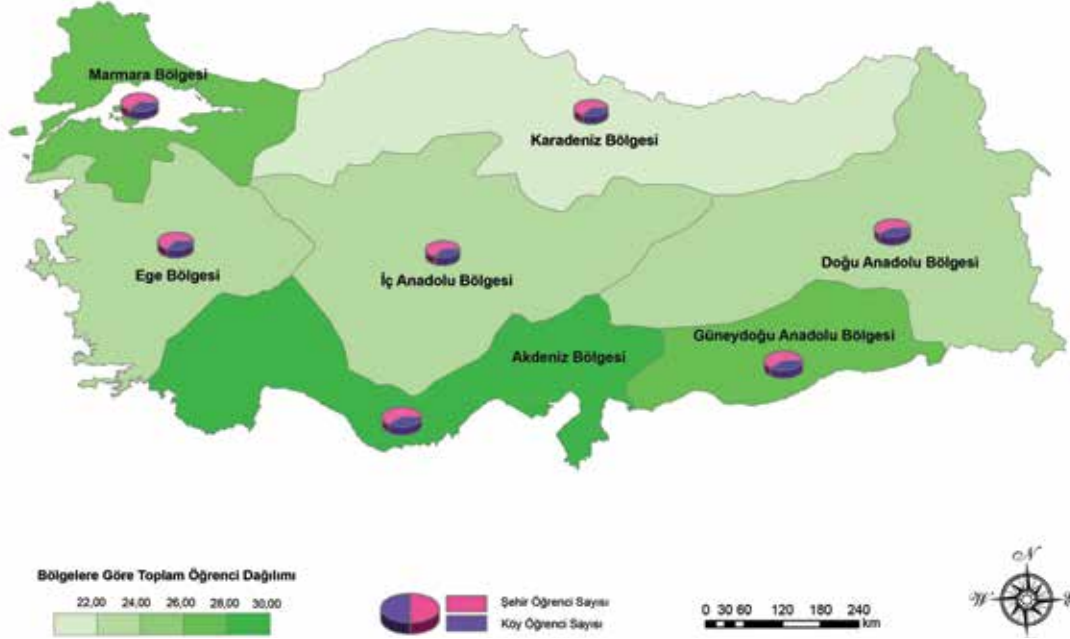 Marmara Bölgesi
Karadeniz Bölgesi
Ege Bölgesi
İç Anadolu Bölgesi
Doğu Anadolu Bölgesi
Güneydoğu Anadolu Bölgesi
Akdeniz Bölgesi
Bölgelere Göre Toplam Öğrenci Dağılımı
22,00 24,00 26,00 28,00 30,00
Şehir Öğrenci Sayısı
Köy Öğrenci Sayısı
0 30 60 120 180 240
km
N
W